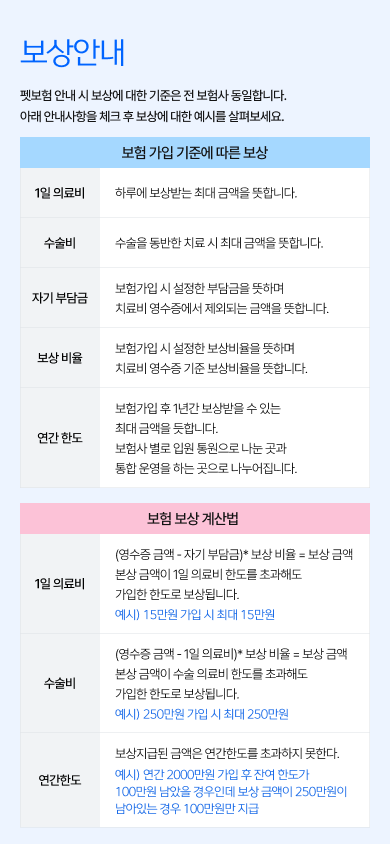 보상안내
펫보험 안내 시 보상에 대한 기준은 전 보험사 동일합니다.
아래 안내사항을 체크 후 보상에 대한 예시를 살펴보세요.
보험 가입 기준에 따른 보상
1일 의료비
하루에 보상받는 최대 금액을 뜻합니다.
수술비
수술을 동반한 치료 시 최대 금액을 뜻합니다.
자기 부담금
보험가입 시 설정한 부담금을 뜻하며
치료비 영수증에서 제외되는 금액을 뜻합니다.
보상 비율
보험가입 시 설정한 보상비율을 뜻하며
치료비 영수증 기준 보상비율을 뜻합니다.
연간 한도
보험가입 후 1년간 보상받을 수 있는
최대 금액을 듯합니다.
보험사 별로 입원 통원으로 나눈 곳과
통합 운영을 하는 곳으로 나누어집니다.
보험 보상 계산법
1일 의료비
(영수증 금액 - 자기 부담금)* 보상 비율 = 보상 금액
본상 금액이 1일 의료비 한도를 초과해도
가입한 한도로 보상됩니다.
예시) 15만원 가입 시 최대 15만원
수술비
(영수증 금액 - 1일 의료비)* 보상 비율 = 보상 금액
본상 금액이 수술 의료비 한도를 초과해도
가입한 한도로 보상됩니다.
예시) 250만원 가입 시 최대 250만원
연간한도
보상지급된 금액은 연간한도를 초과하지 못한다.
예시) 연간 2000만원 가입 후 잔여 한도가
100만원 남았을 경우인데 보상 금액이 250만원이
남아있는 경우 100만원만 지급